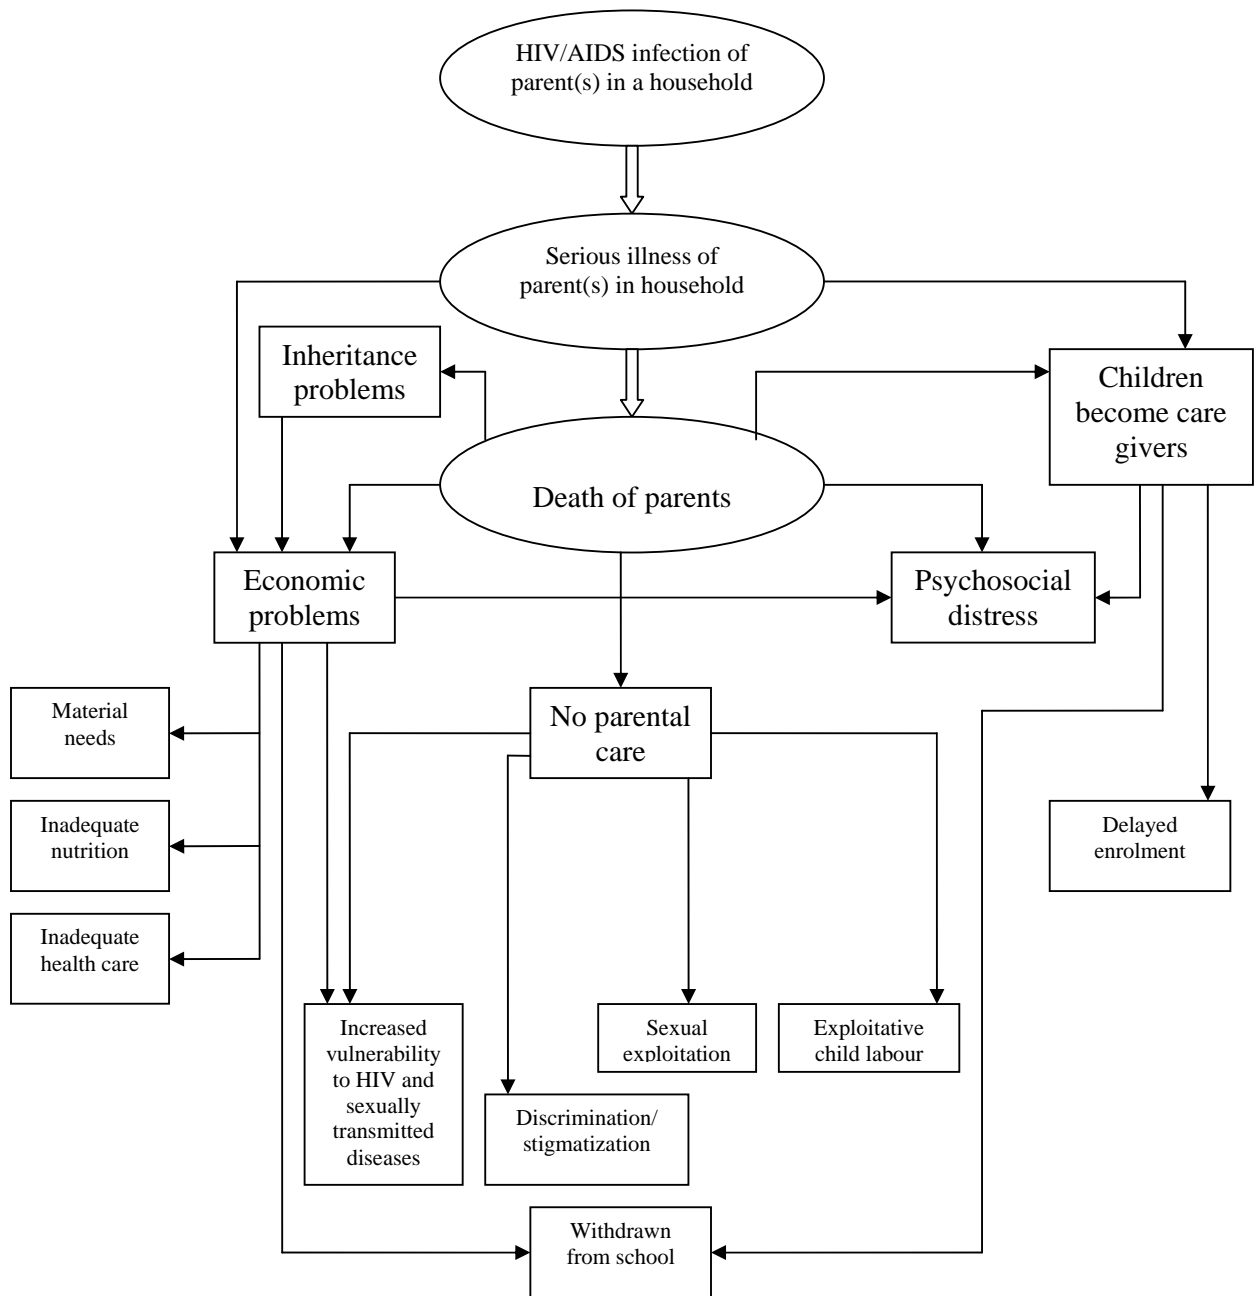 HIV/AIDS infection of
parent(s) in a household
Serious illness of
parent(s) in household
Inheritance
problems
Children
become care
givers
Death of parents
Economic
problems
Psychosocial
distress
Material
needs
No parental
care
Inadequate
nutrition
Delayed
enrolment
Inadequate
health care
Increased
vulnerability
to HIV and
sexually
transmitted
diseases
Sexual
exploitation
Exploitative
child labour
Discrimination/
stigmatization
Withdrawn
from school